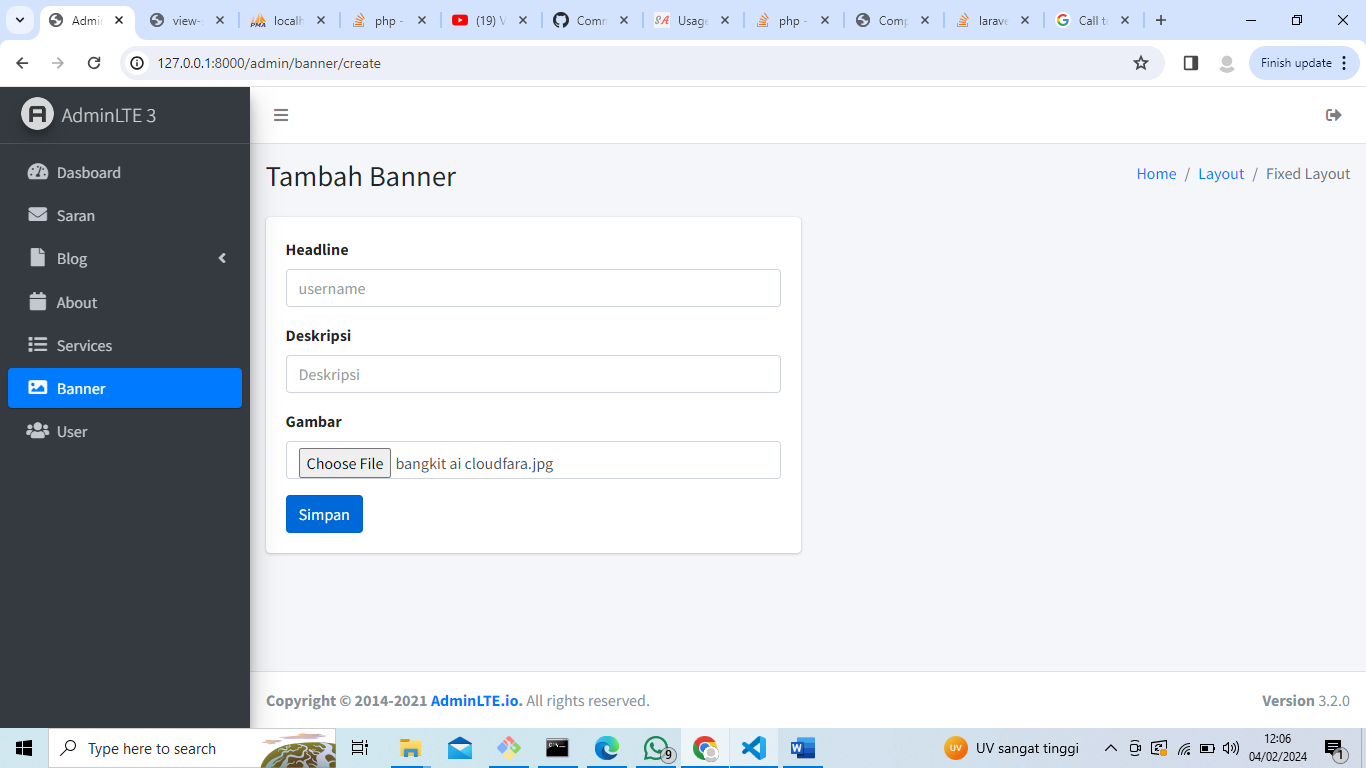 Admin
view-
localh
php -
(19) V
Comm
Usage
php -
Comp
larave
Call to
127.0.0.1:8000/admin/banner/create
Finish update
AdminLTE 3
Dasboard
Saran
Blog
About
Services
Banner
User
Tambah Banner
Home / Layout / Fixed Layout
Headline
username
Deskripsi
Deskripsi
Gambar
Choose File bangkit ai cloudfara.jpg
Simpan
Copyright © 2014-2021 AdminLTE.io. All rights reserved.
Version 3.2.0
Type here to search
9
UV
UV sangat tinggi
12:06
04/02/2024
1